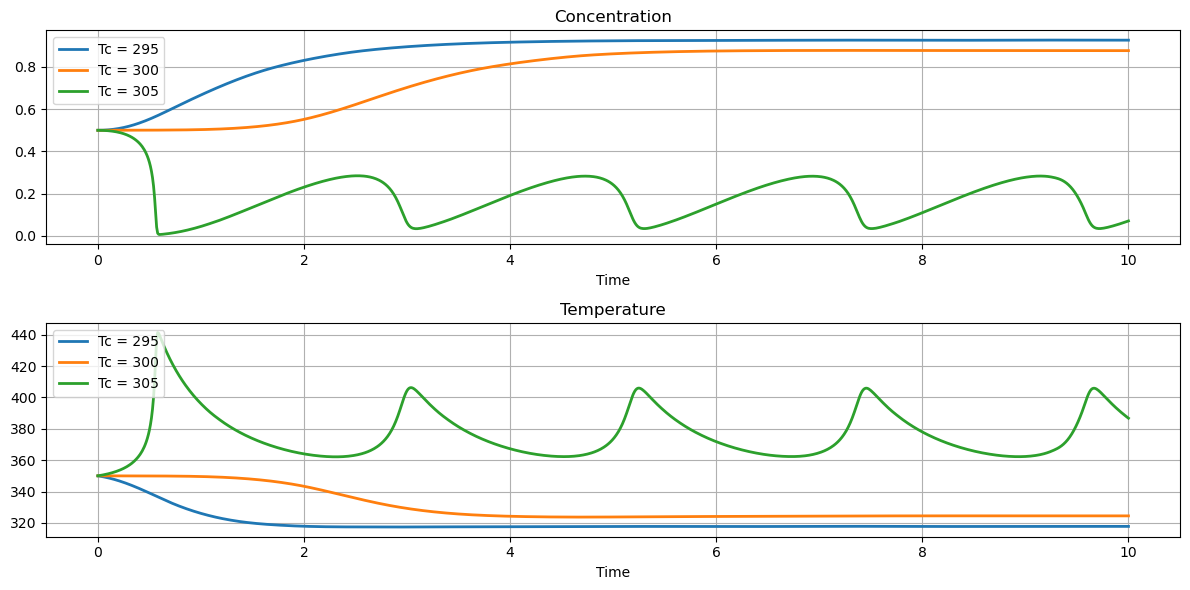 Concentration
Tc = 295
Tc = 300
Tc = 305
0.8
0.6
0.4
0.2
0.0
0 2 4 6 8 10
Time
Temperature
Tc = 295
Tc = 300
Tc = 305
440
420
400
380
360
340
320
0 2 4 6 8 10
Time